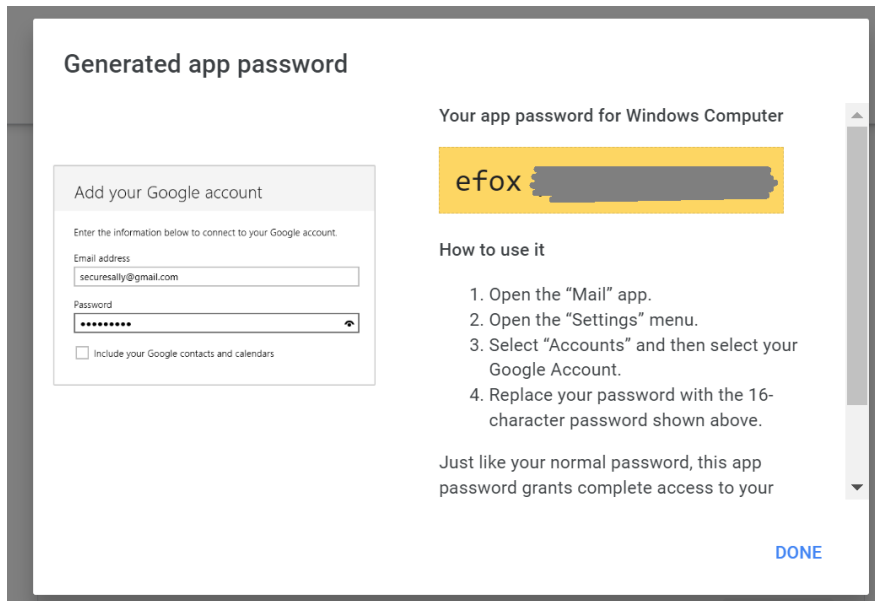 Generated app password
Add your Google account
Enter the information below to connect to your Google account.
Email address
securesally@gmail.com
Password
•••••••••
Include your Google contacts and calendars
Your app password for Windows Computer
efox
How to use it
1. Open the “Mail” app.
2. Open the “Settings” menu.
3. Select “Accounts” and then select your
Google Account.
4. Replace your password with the 16-
character password shown above.
Just like your normal password, this app
password grants complete access to your
DONE